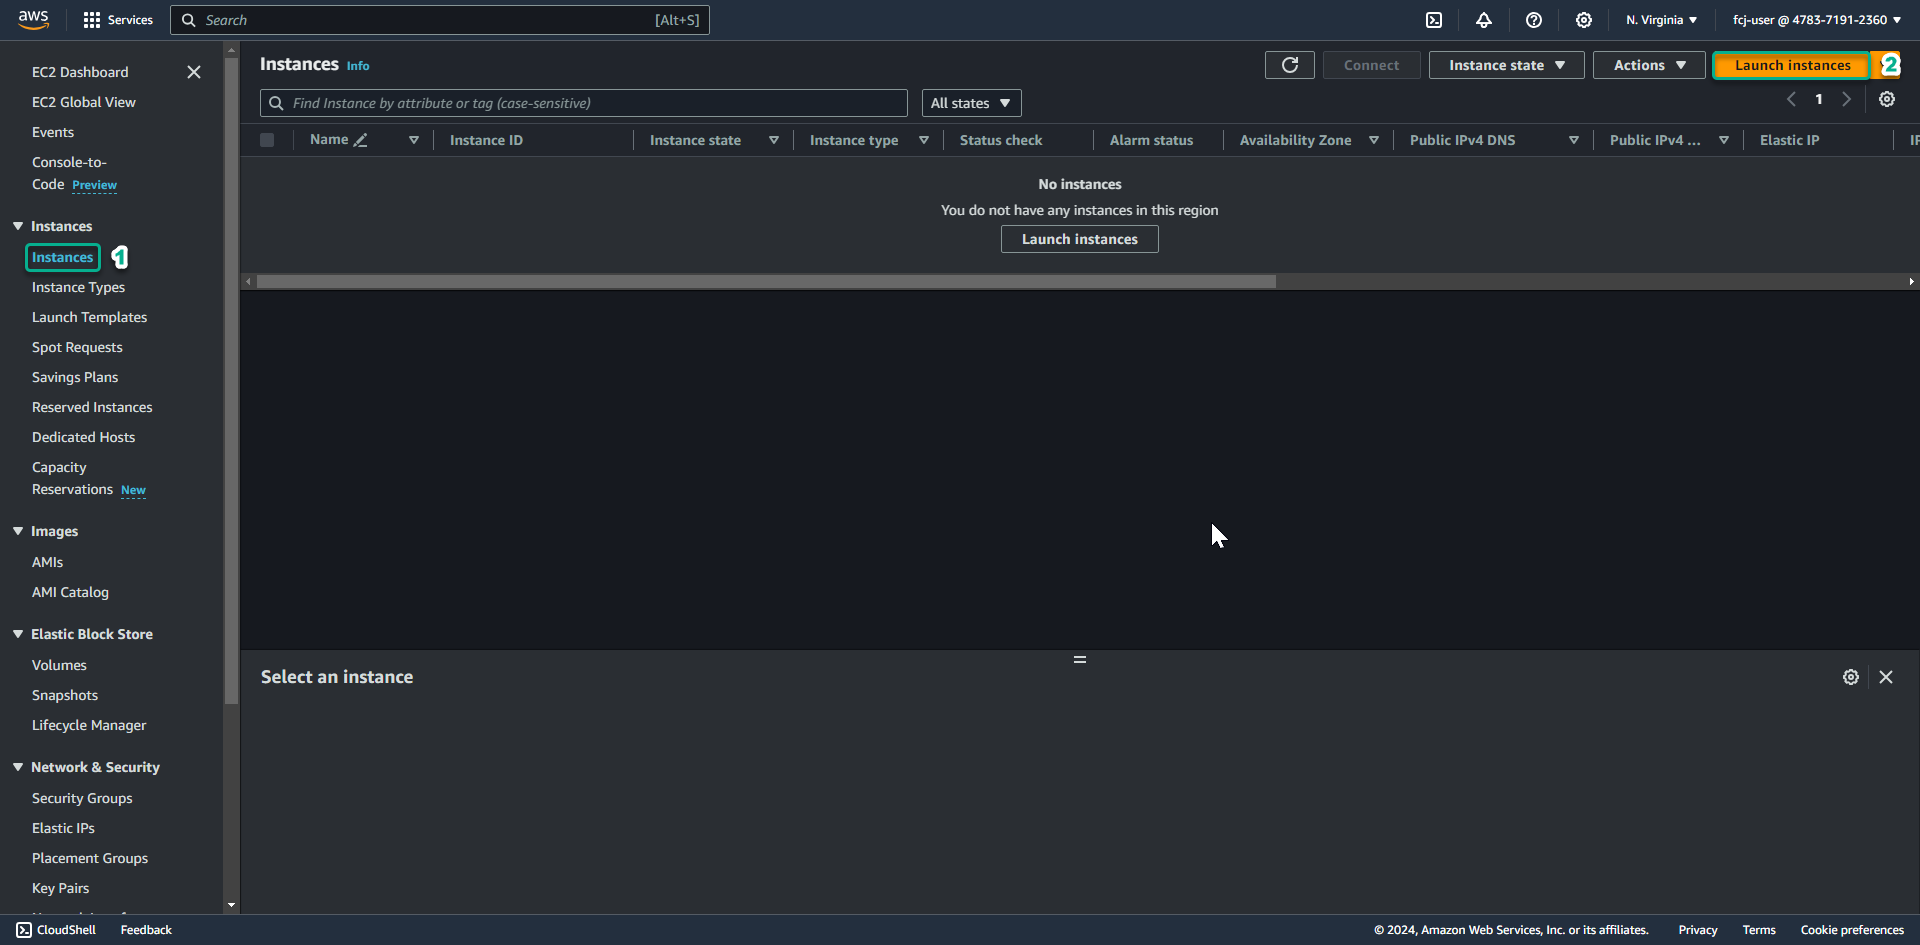 aws
Services
Search
[Alt+S]
N. Virginia
fcj-user @ 4783-7191-2360
EC2 Dashboard
EC2 Global View
Events
Console-to-
Code Preview
Instances
Instances 1
Instance Types
Launch Templates
Spot Requests
Savings Plans
Reserved Instances
Dedicated Hosts
Capacity
Reservations New
Images
AMIs
AMI Catalog
Elastic Block Store
Volumes
Snapshots
Lifecycle Manager
Network & Security
Security Groups
Elastic IPs
Placement Groups
Key Pairs
Instances Info
Connect
Instance state
Actions
Launch instances 2
Find Instance by attribute or tag (case-sensitive)
All states
1
Name
Instance ID
Instance state
Instance type
Status check
Alarm status
Availability Zone
Public IPv4 DNS
Public IPv4 ...
Elastic IP
No instances
You do not have any instances in this region
Launch instances
Select an instance
CloudShell
Feedback
© 2024, Amazon Web Services, Inc. or its affiliates.
Privacy
Terms
Cookie preferences